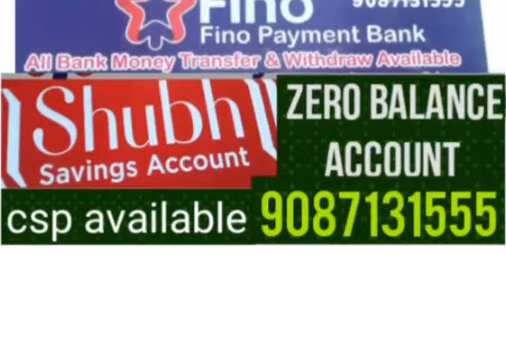 Fino
9087131555
Fino Payment Bank
All Bank Money Transfer & Withdraw Available
Shubh
Savings Account
ZERO BALANCE
ACCOUNT
csp available
9087131555